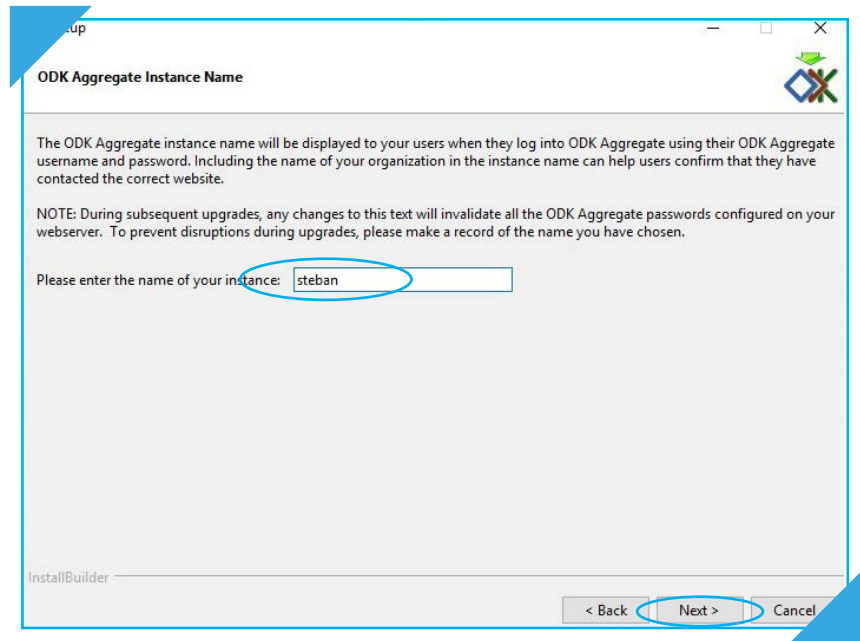 up
ODK Aggregate Instance Name
ODK
The ODK Aggregate instance name will be displayed to your users when they log into ODK Aggregate using their ODK Aggregate
username and password. Including the name of your organization in the instance name can help users confirm that they have
contacted the correct website.
NOTE: During subsequent upgrades, any changes to this text will invalidate all the ODK Aggregate passwords configured on your
webserver. To prevent disruptions during upgrades, please make a record of the name you have chosen.
Please enter the name of your instance: steban
InstallBuilder
< Back Next > Cancel